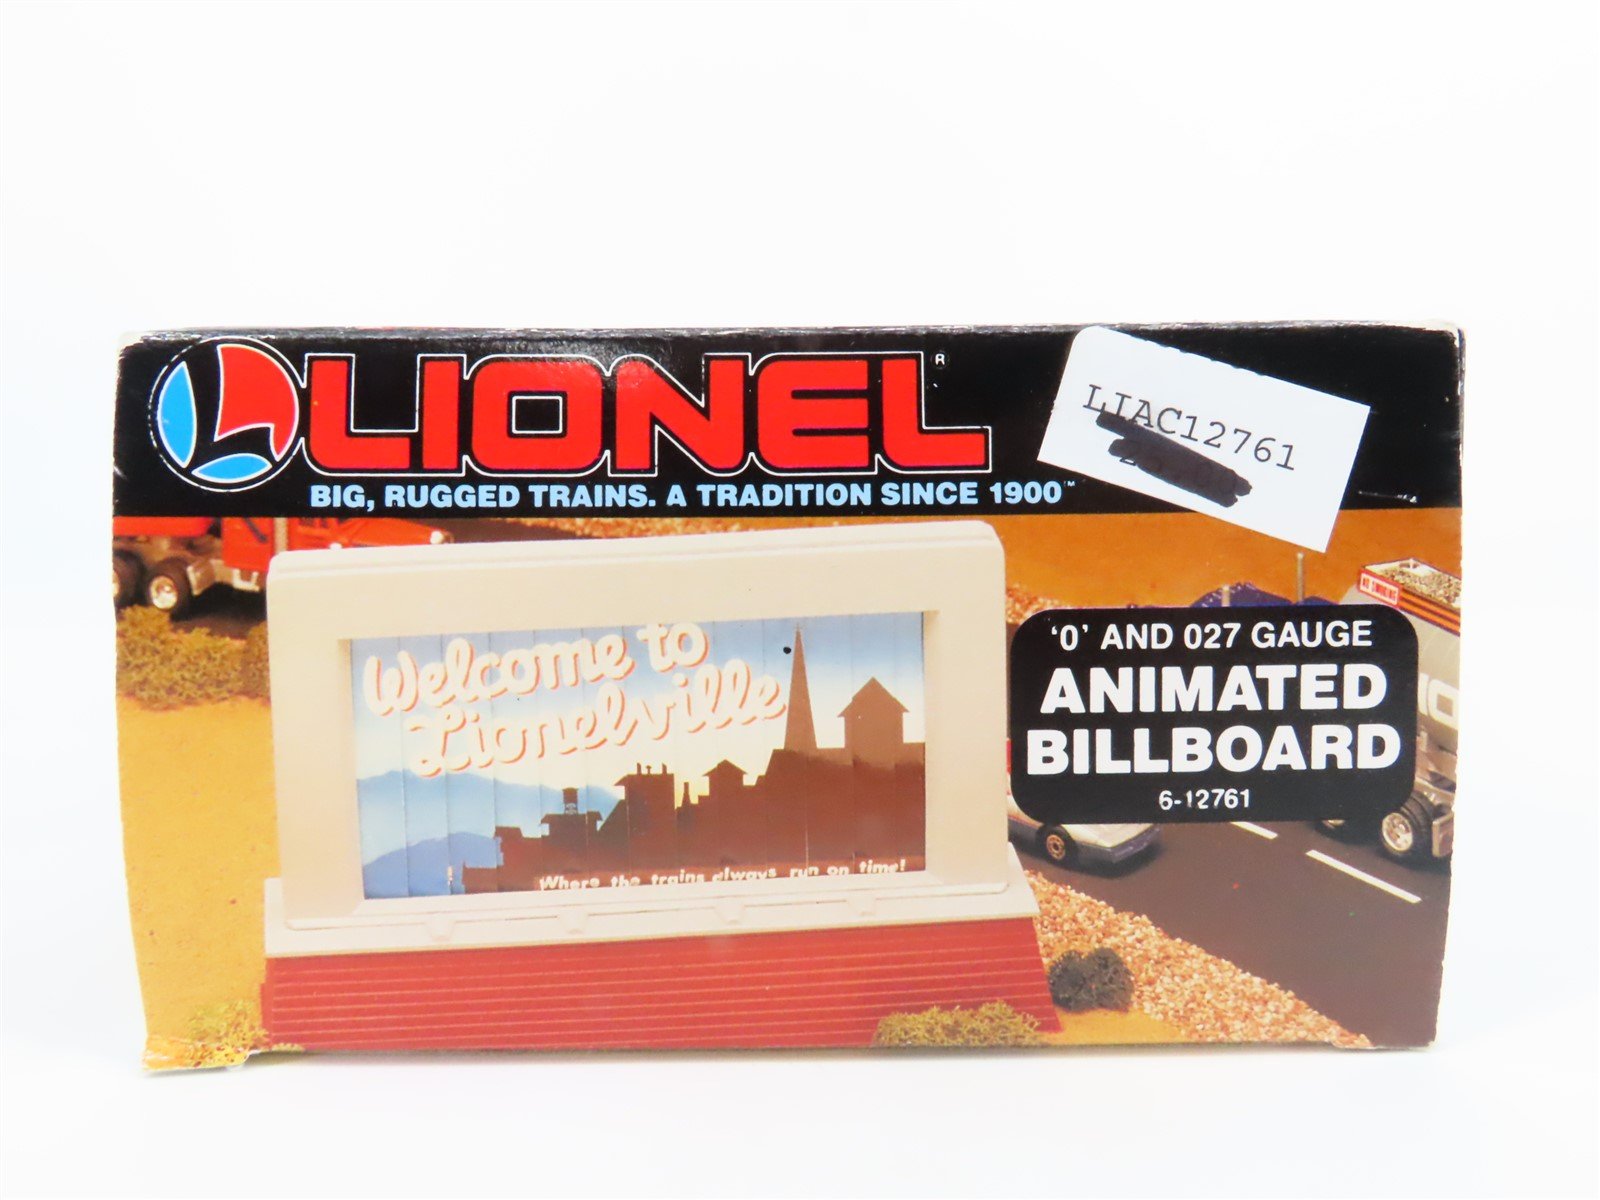 LIONEL®
BIG, RUGGED TRAINS. A TRADITION SINCE 1900™
LIAC12761
Welcome to
Lionelville
Where the trains always run on time!
'0' AND 027 GAUGE
ANIMATED
BILLBOARD
6-12761